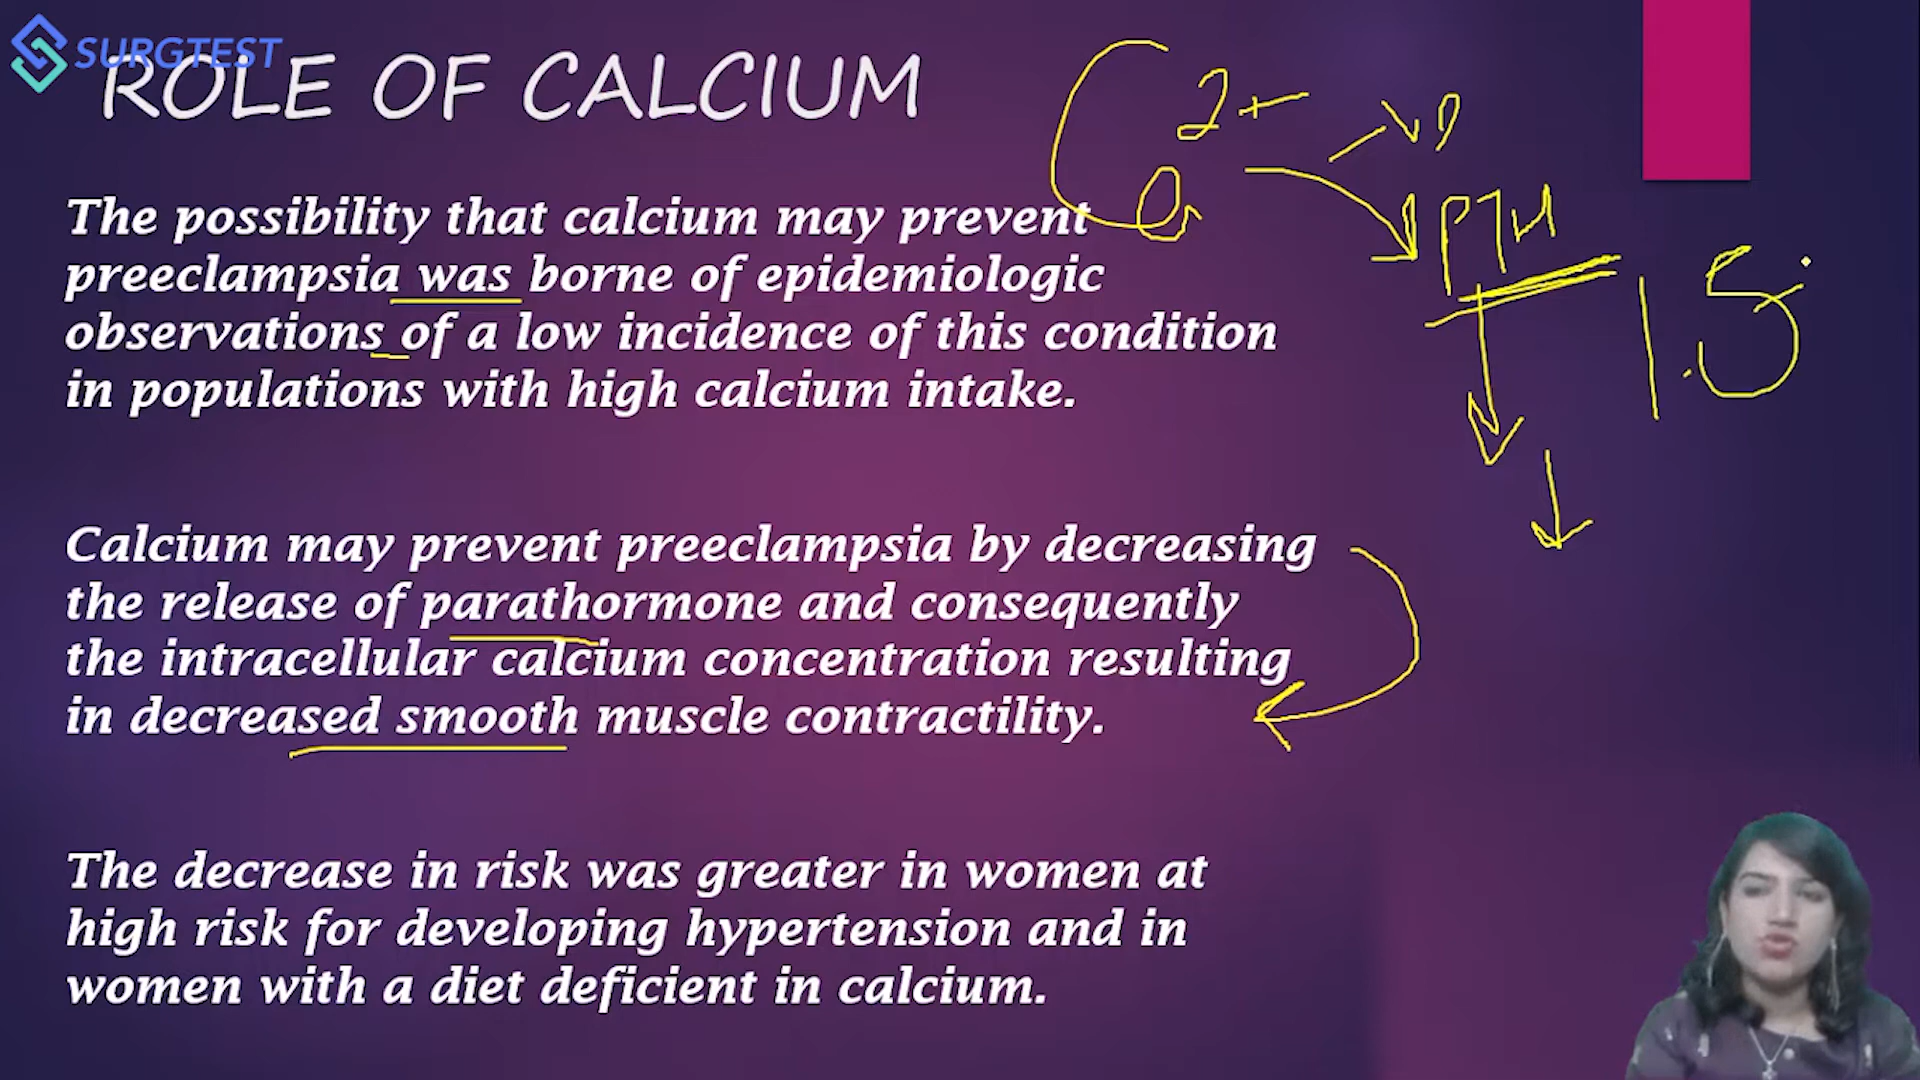 SURGTEST
ROLE OF CALCIUM
Ca 2+
PTH
1.5
The possibility that calcium may prevent
preeclampsia was borne of epidemiologic
observations of a low incidence of this condition
in populations with high calcium intake.
Calcium may prevent preeclampsia by decreasing
the release of parathormone and consequently
the intracellular calcium concentration resulting
in decreased smooth muscle contractility.
The decrease in risk was greater in women at
high risk for developing hypertension and in
women with a diet deficient in calcium.